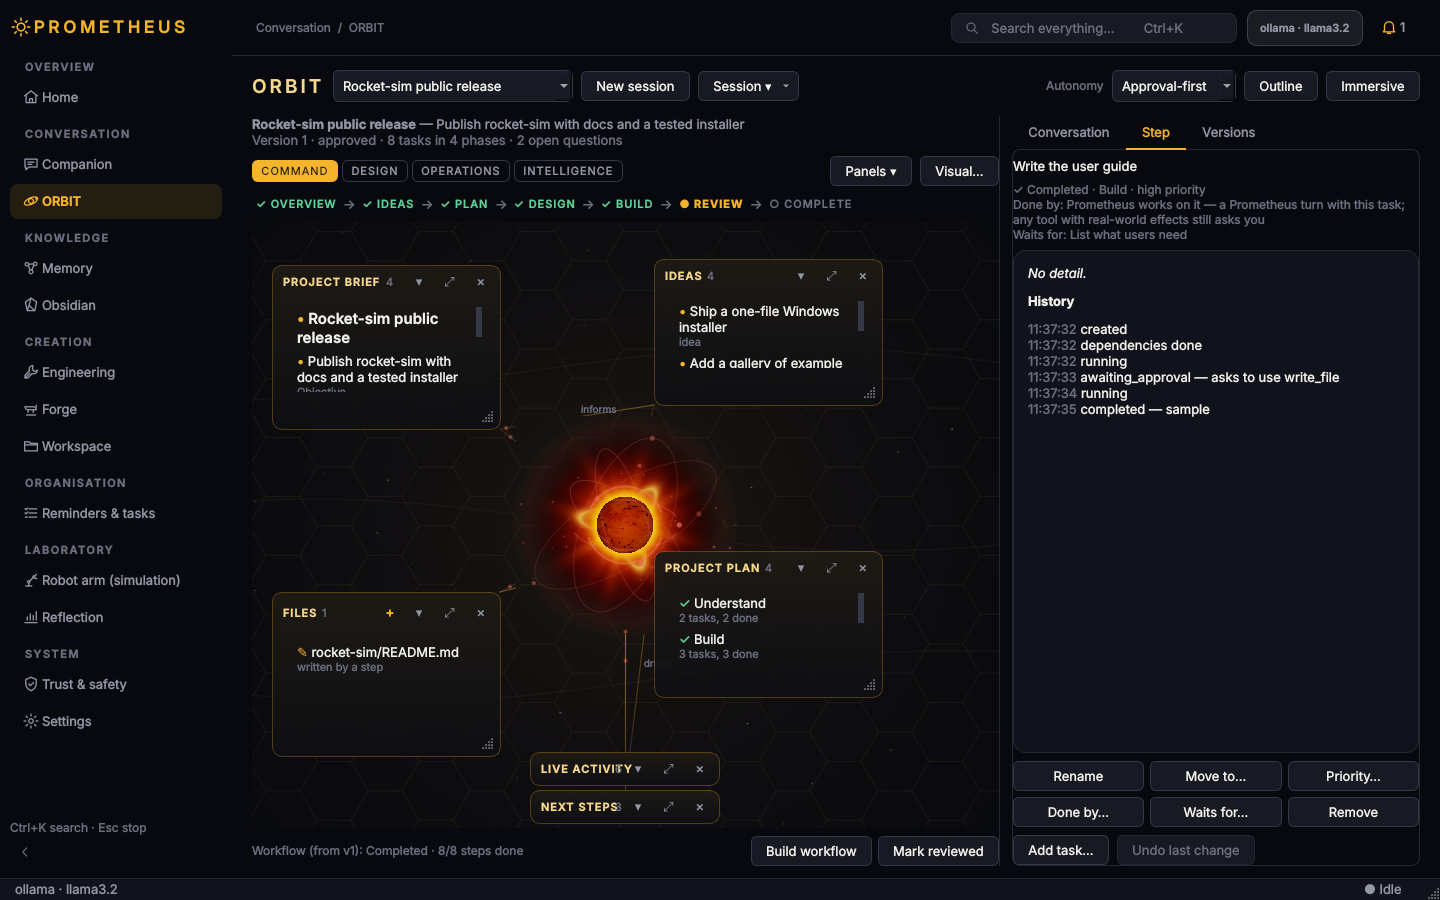 PROMETHEUS
OVERVIEW
Home
CONVERSATION
Companion
ORBIT
KNOWLEDGE
Memory
Obsidian
CREATION
Engineering
Forge
Workspace
ORGANISATION
Reminders & tasks
LABORATORY
Robot arm (simulation)
Reflection
SYSTEM
Trust & safety
Settings
Ctrl+K search · Esc stop
Conversation / ORBIT
Search everything... Ctrl+K
ollama · llama3.2
1
ORBIT
Rocket-sim public release
New session
Session ▾
Autonomy
Approval-first
Outline
Immersive
Rocket-sim public release — Publish rocket-sim with docs and a tested installer
Version 1 · approved · 8 tasks in 4 phases · 2 open questions
COMMAND
DESIGN
OPERATIONS
INTELLIGENCE
Panels ▾
Visual...
✓ OVERVIEW → ✓ IDEAS → ✓ PLAN → ✓ DESIGN → ✓ BUILD → ● REVIEW → ○ COMPLETE
PROJECT BRIEF 4
• Rocket-sim public
release
• Publish rocket-sim with
docs and a tested installer
Objective
IDEAS 4
• Ship a one-file Windows
installer
idea
• Add a gallery of example
informs
PROJECT PLAN 4
✓ Understand
2 tasks, 2 done
✓ Build
3 tasks, 3 done
FILES 1
✎ rocket-sim/README.md
written by a step
LIVE ACTIVITY
NEXT STEPS
Workflow (from v1): Completed · 8/8 steps done
Build workflow
Mark reviewed
Conversation
Step
Versions
Write the user guide
✓ Completed · Build · high priority
Done by: Prometheus works on it — a Prometheus turn with this task;
any tool with real-world effects still asks you
Waits for: List what users need
No detail.
History
11:37:32 created
11:37:32 dependencies done
11:37:32 running
11:37:33 awaiting_approval — asks to use write_file
11:37:34 running
11:37:35 completed — sample
Rename
Move to...
Priority...
Done by...
Waits for...
Remove
Add task...
Undo last change
ollama · llama3.2
Idle